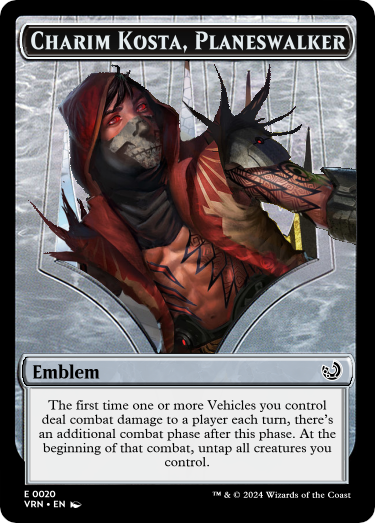 Charim Kosta, Planeswalker
Emblem
The first time one or more Vehicles you control
deal combat damage to a player each turn, there's
an additional combat phase after this phase. At the
beginning of that combat, untap all creatures you
control.
E 0020
VRN • EN
™ & © 2024 Wizards of the Coast